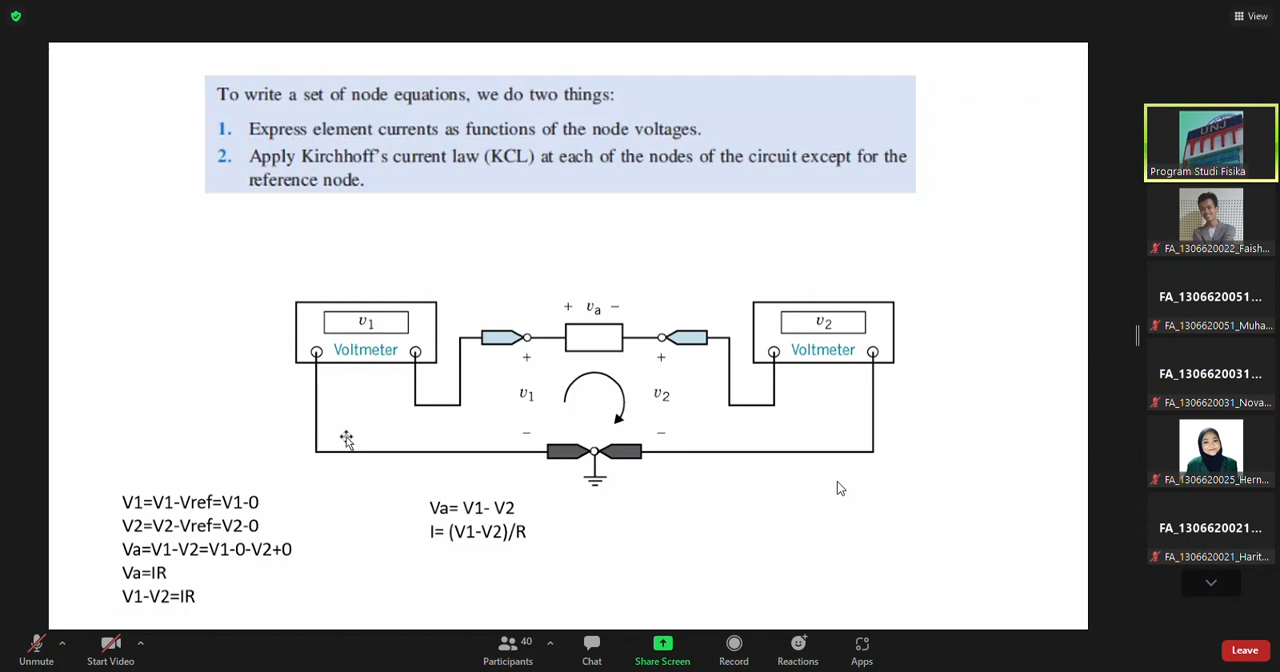 View
To write a set of node equations, we do two things:
1. Express element currents as functions of the node voltages.
2. Apply Kirchhoff's current law (KCL) at each of the nodes of the circuit except for the
reference node.
+ va −
v1
Voltmeter
v2
Voltmeter
+
+
v1
v2
−
−
V1=V1-Vref=V1-0
V2=V2-Vref=V2-0
Va=V1-V2=V1-0-V2+0
Va=IR
V1-V2=IR
Va= V1- V2
I= (V1-V2)/R
UNJ
Program Studi Fisika
FA_1306620022_Faish...
FA_1306620051...
FA_1306620051_Muha...
FA_1306620031...
FA_1306620031_Nova...
FA_1306620025_Hern...
FA_1306620021...
FA_1306620021_Harit...
Unmute
Start Video
Participants
40
Chat
Share Screen
Record
Reactions
Apps
Leave